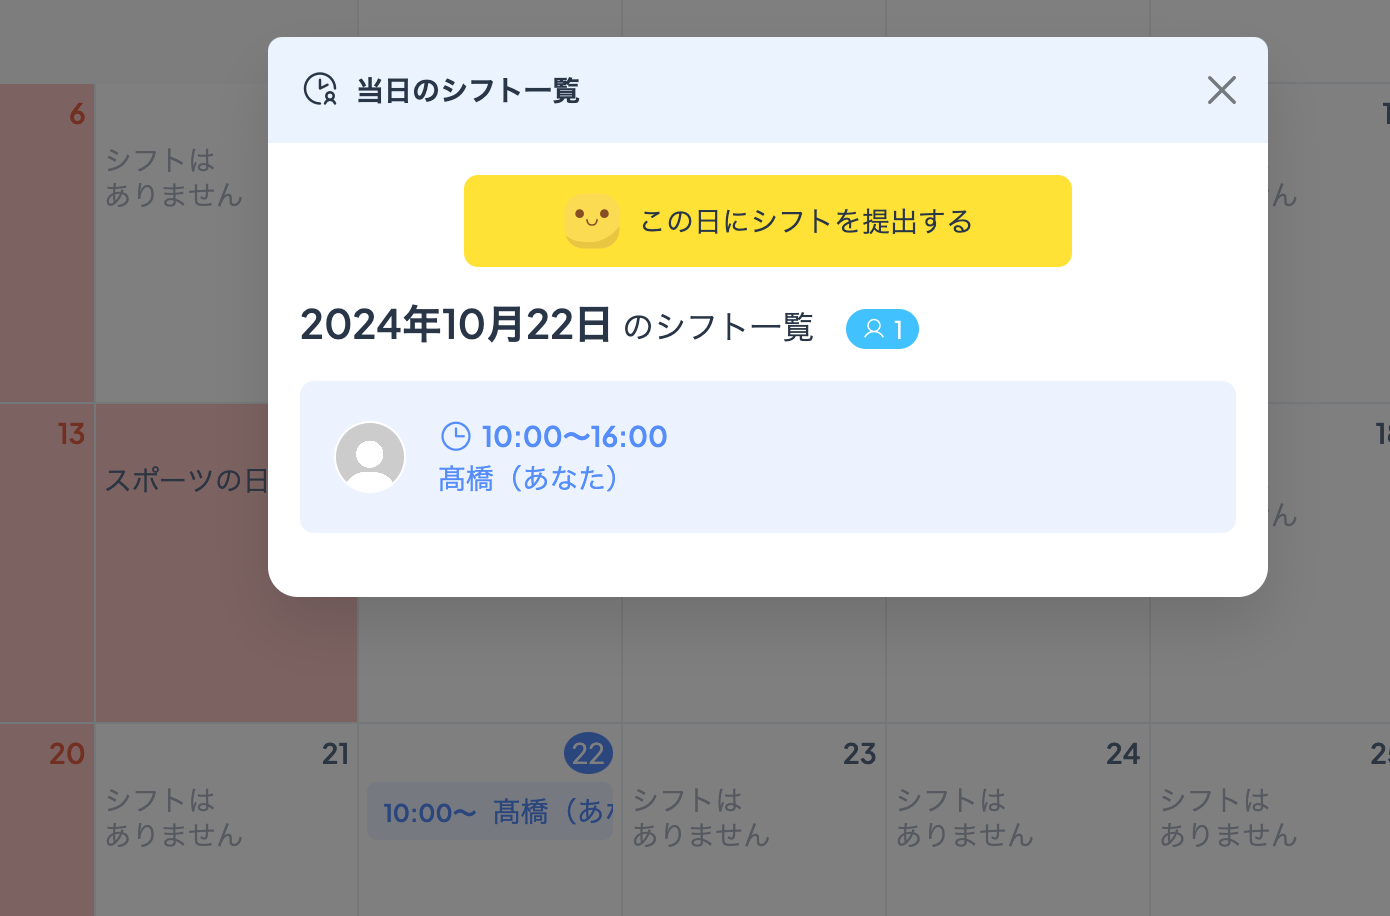 当日のシフト一覧
この日にシフトを提出する
2024年10月22日 のシフト一覧 1
10:00〜16:00
髙橋（あなた）
6
シフトは
ありません
ん
13
スポーツの日
ん
20
21
シフトは
ありません
22
10:00〜 髙橋（あ
23
シフトは
ありません
24
シフトは
ありません
シフトは
ありません